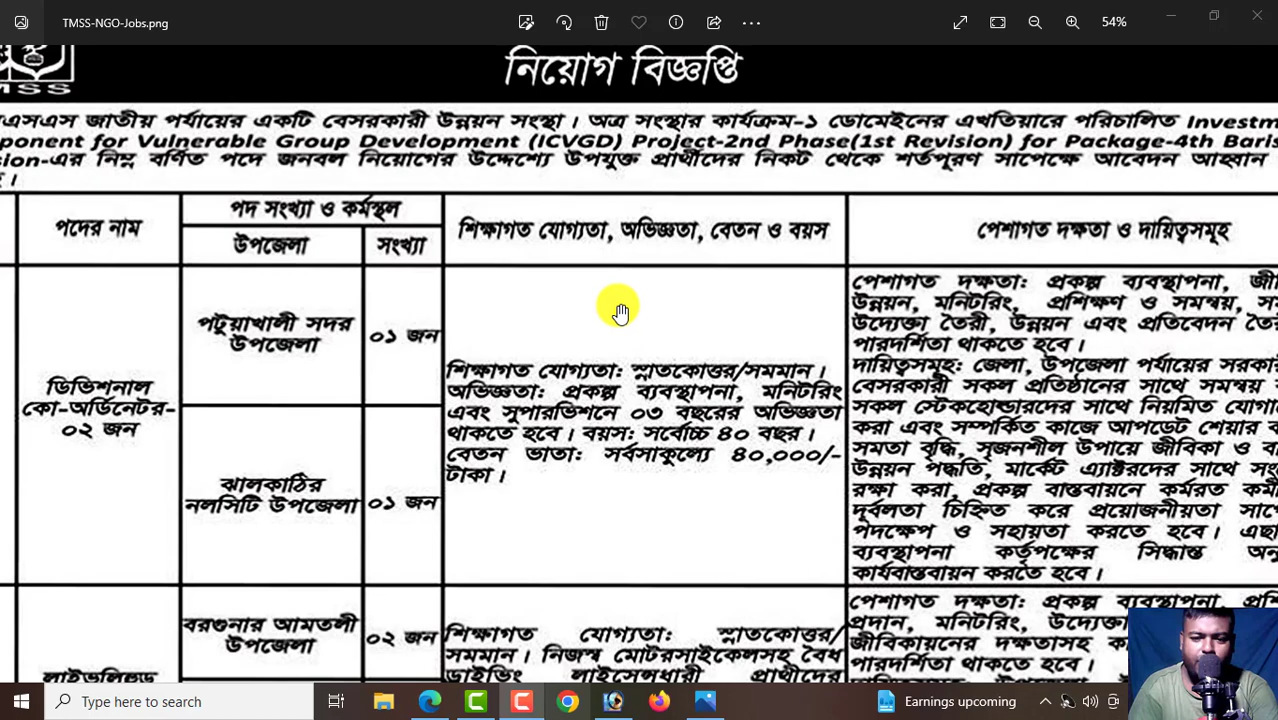 TMSS-NGO-Jobs.png
54%
MSS
নিয়োগ বিজ্ঞপ্তি
এসএস জাতীয় পর্যায়ের একটি বেসরকারী উন্নয়ন সংস্থা। অত্র সংস্থার কার্যক্রম-১ ডোমেইনের এখতিয়ারে পরিচালিত Investm
ponent for Vulnerable Group Development (ICVGD) Project-2nd Phase(1st Revision) for Package-4th Baris
sion-এর নিম্ন বর্ণিত পদে জনবল নিয়োগের উদ্দেশ্যে উপযুক্ত প্রার্থীদের নিকট থেকে শর্তপূরণ সাপেক্ষে আবেদন আহ্বান
পদের নাম
পদ সংখ্যা ও কর্মস্থল
উপজেলা
সংখ্যা
শিক্ষাগত যোগ্যতা, অভিজ্ঞতা, বেতন ও বয়স
পেশাগত দক্ষতা ও দায়িত্বসমূহ
ডিভিশনাল
কো-অর্ডিনেটর-
০২ জন
পটুয়াখালী সদর
উপজেলা
০১ জন
ঝালকাঠির
নলসিটি উপজেলা
০১ জন
শিক্ষাগত যোগ্যতা: স্নাতকোত্তর/সমমান।
অভিজ্ঞতা: প্রকল্প ব্যবস্থাপনা, মনিটরিং
এবং সুপারভিশনে ০৩ বছরের অভিজ্ঞতা
থাকতে হবে। বয়স: সর্বোচ্চ ৪০ বছর।
বেতন ভাতা: সর্বসাকুল্যে ৪০,০০০/-
টাকা।
পেশাগত দক্ষতা: প্রকল্প ব্যবস্থাপনা, জী
উন্নয়ন, মনিটরিং, প্রশিক্ষণ ও সমন্বয়, স
উদ্যেক্তা তৈরী, উন্নয়ন এবং প্রতিবেদন তৈ
পারদর্শিতা থাকতে হবে।
দায়িত্বসমূহ: জেলা, উপজেলা পর্যায়ের সরকা
বেসরকারী সকল প্রতিষ্ঠানের সাথে সমন্বয়
সকল স্টেকহোল্ডারদের সাথে নিয়মিত যোগা
করা এবং সম্পর্কিত কাজে আপডেট শেয়ার ক
সমতা বৃদ্ধি, সৃজনশীল উপায়ে জীবিকা ও বা
উন্নয়ন পদ্ধতি, মার্কেট এ্যাক্টরদের সাথে সং
রক্ষা করা, প্রকল্প বাস্তবায়নে কর্মরত কর্মী
দূর্বলতা চিহ্নিত করে প্রয়োজনীয়তা সাপে
পদক্ষেপ ও সহায়তা করতে হবে। এছা
ব্যবস্থাপনা কর্তৃপক্ষের সিদ্ধান্ত অনু
কার্যবাস্তবায়ন করতে হবে।
বরগুনার আমতলী
উপজেলা
০২ জন
শিক্ষাগত যোগ্যতা: স্নাতকোত্তর/
সমমান। নিজস্ব মোটরসাইকেলসহ বৈধ
ড্রাইভিং লাইসেন্সধারী প্রার্থীদের
পেশাগত দক্ষতা: প্রকল্প ব্যবস্থাপনা, প্রশি
প্রদান, মনিটরিং, উদ্যেক্তা
জীবিকায়নের দক্ষতাসহ কা
পারদর্শিতা থাকতে হবে।
লাইভলিহুড
Type here to search
Earnings upcoming